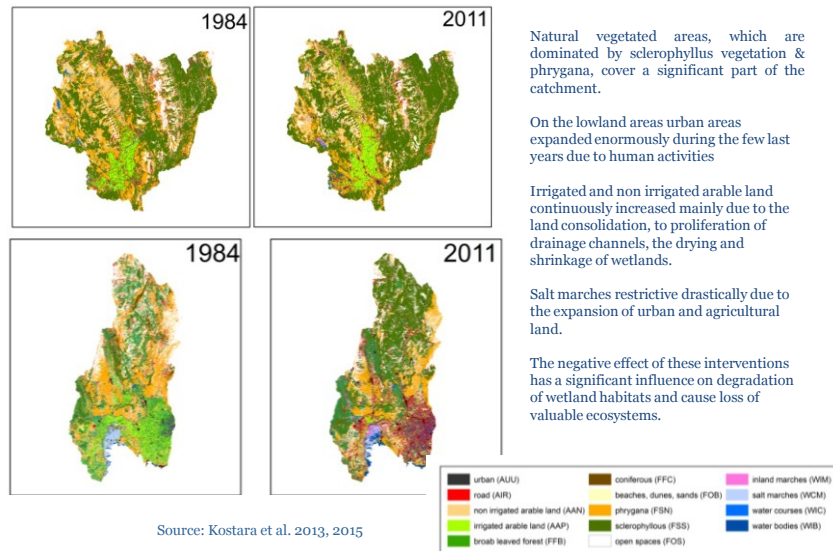 1984
2011
1984
2011
Natural vegetated areas, which are
dominated by sclerophyllus vegetation &
phrygana, cover a significant part of the
catchment.
On the lowland areas urban areas
expanded enormously during the few last
years due to human activities
Irrigated and non irrigated arable land
continuously increased mainly due to the
land consolidation, to proliferation of
drainage channels, the drying and
shrinkage of wetlands.
Salt marches restrictive drastically due to
the expansion of urban and agricultural
land.
The negative effect of these interventions
has a significant influence on degradation
of wetland habitats and cause loss of
valuable ecosystems.
urban (AUU)
road (AIR)
non irrigated arable land (AAN)
irrigated arable land (AAP)
broab leaved forest (FFB)
coniferous (FFC)
beaches, dunes, sands (FOB)
phrygana (FSN)
sclerophyllous (FSS)
open spaces (FOS)
inland marches (WIM)
salt marches (WCM)
water courses (WIC)
water bodies (WIB)
Source: Kostara et al. 2013, 2015